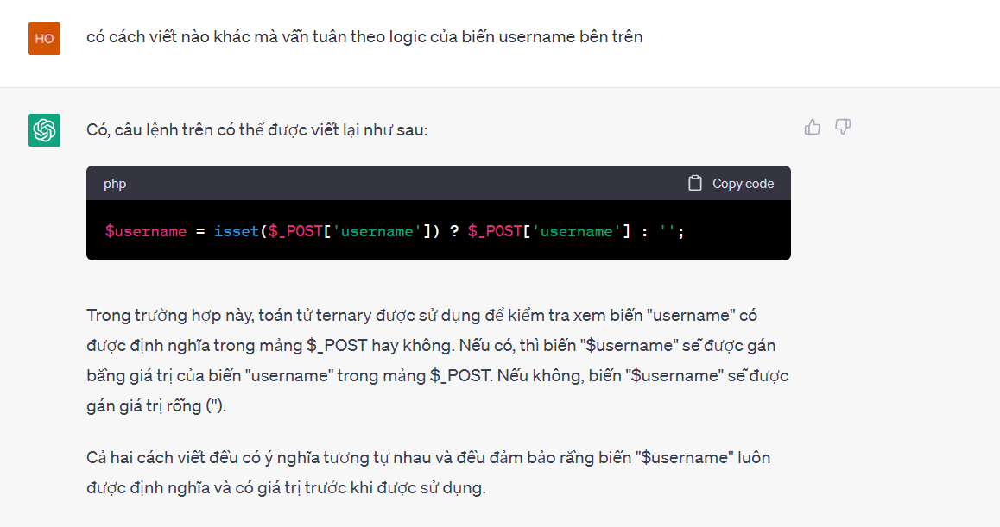 HO
có cách viết nào khác mà vẫn tuân theo logic của biến username bên trên
Có, câu lệnh trên có thể được viết lại như sau:
php
Copy code
$username = isset($_POST['username']) ? $_POST['username'] : '';
Trong trường hợp này, toán tử ternary được sử dụng để kiểm tra xem biến "username" có
được định nghĩa trong mảng $_POST hay không. Nếu có, thì biến "$username" sẽ được gán
bằng giá trị của biến "username" trong mảng $_POST. Nếu không, biến "$username" sẽ được
gán giá trị rỗng ('').
Cả hai cách viết đều có ý nghĩa tương tự nhau và đều đảm bảo rằng biến "$username" luôn
được định nghĩa và có giá trị trước khi được sử dụng.